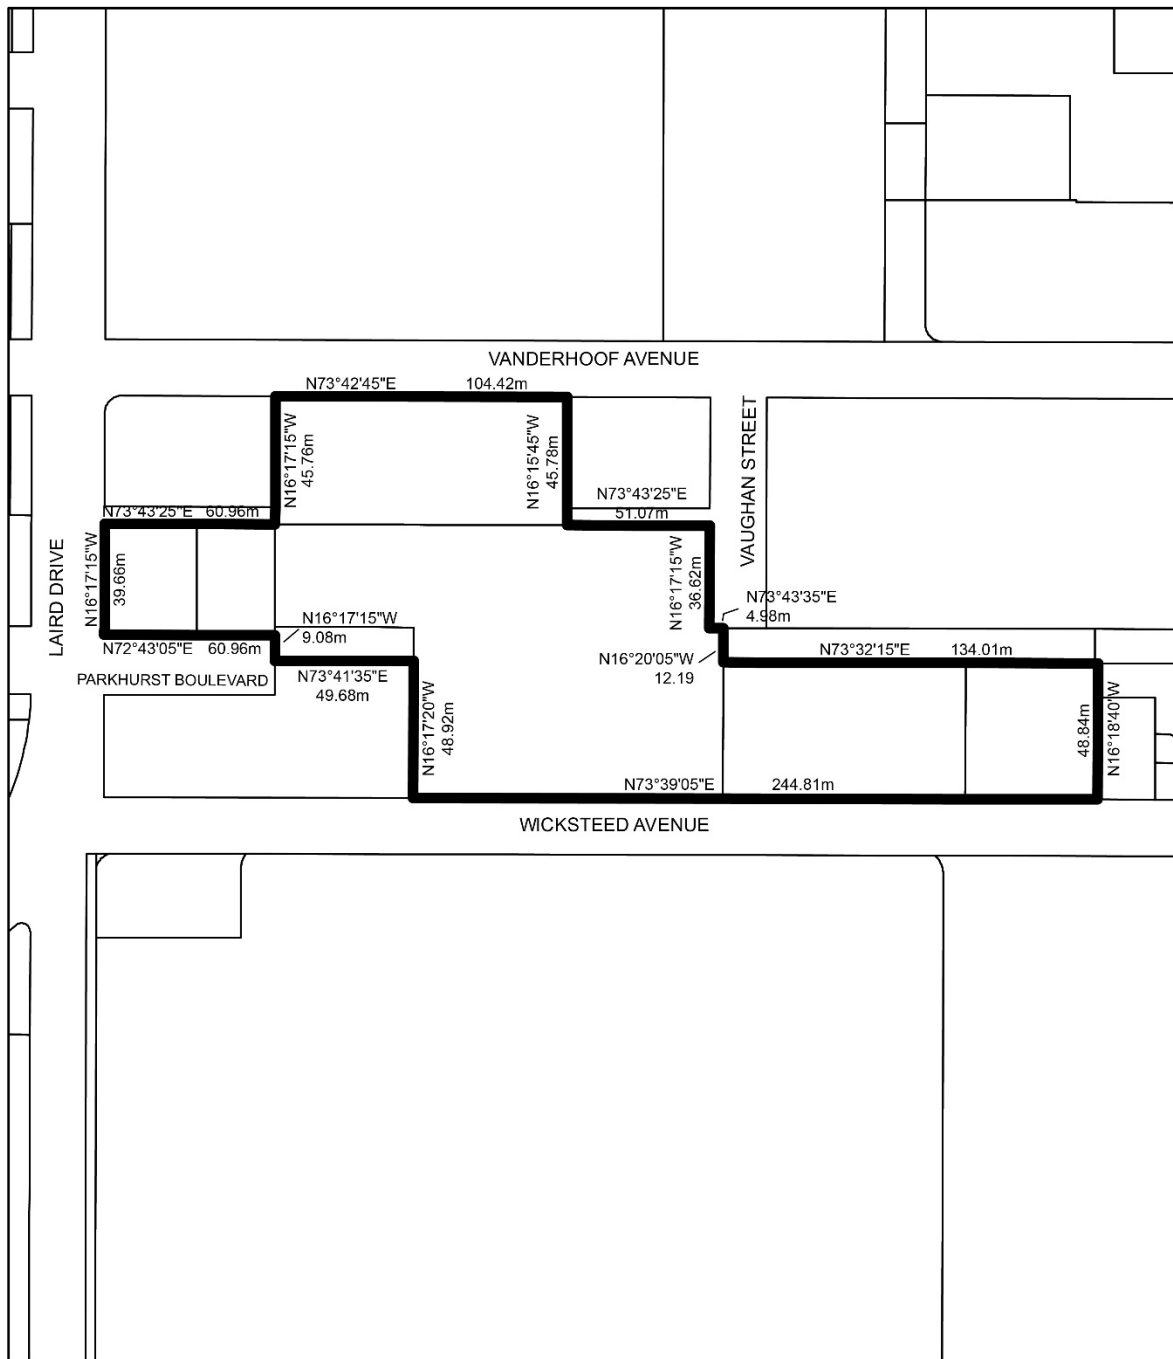 VANDERHOOF AVENUE
N73°42'45"E 104.42m
N16°17'15"W
45.76m
N16°15'45"W
45.78m
VAUGHAN STREET
N73°43'25"E
51.07m
N73°43'25"E 60.96m
LAIRD DRIVE
N16°17'15"W
39.66m
N16°17'15"W
36.62m
N73°43'35"E
4.98m
N16°17'15"W
9.08m
N72°43'05"E 60.96m
N16°20'05"W
12.19
N73°32'15"E 134.01m
PARKHURST BOULEVARD
N73°41'35"E
49.68m
N16°17'20"W
48.92m
48.84m
N16°18'40"W
N73°39'05"E 244.81m
WICKSTEED AVENUE